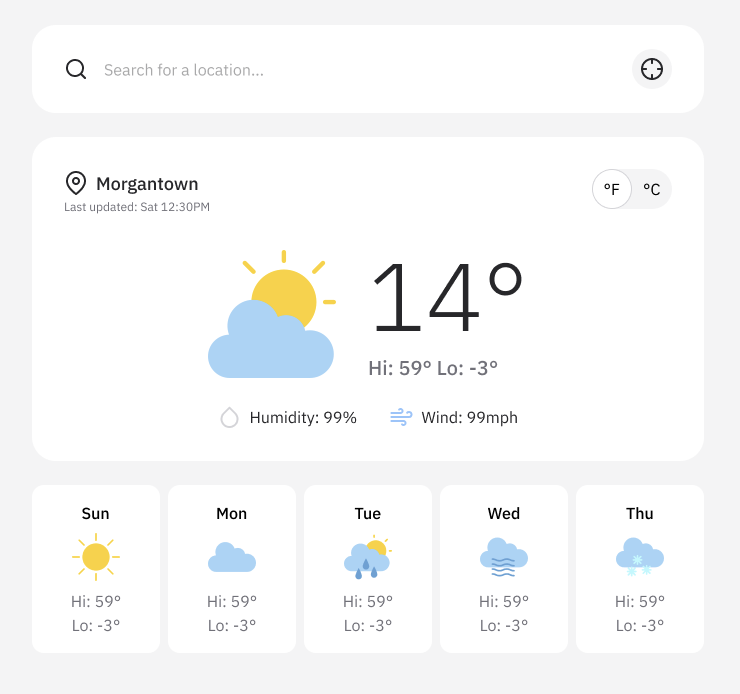 Search for a location...
Morgantown
Last updated: Sat 12:30PM
°F °C
14°
Hi: 59° Lo: -3°
Humidity: 99% Wind: 99mph
Sun Mon Tue Wed Thu
Hi: 59° Hi: 59° Hi: 59° Hi: 59° Hi: 59°
Lo: -3° Lo: -3° Lo: -3° Lo: -3° Lo: -3°